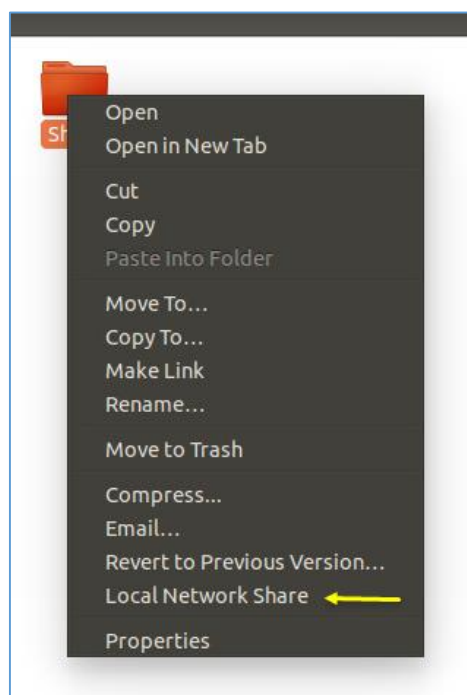 Open
Open in New Tab
Cut
Copy
Paste Into Folder
Move To…
Copy To…
Make Link
Rename…
Move to Trash
Compress...
Email…
Revert to Previous Version…
Local Network Share
Properties